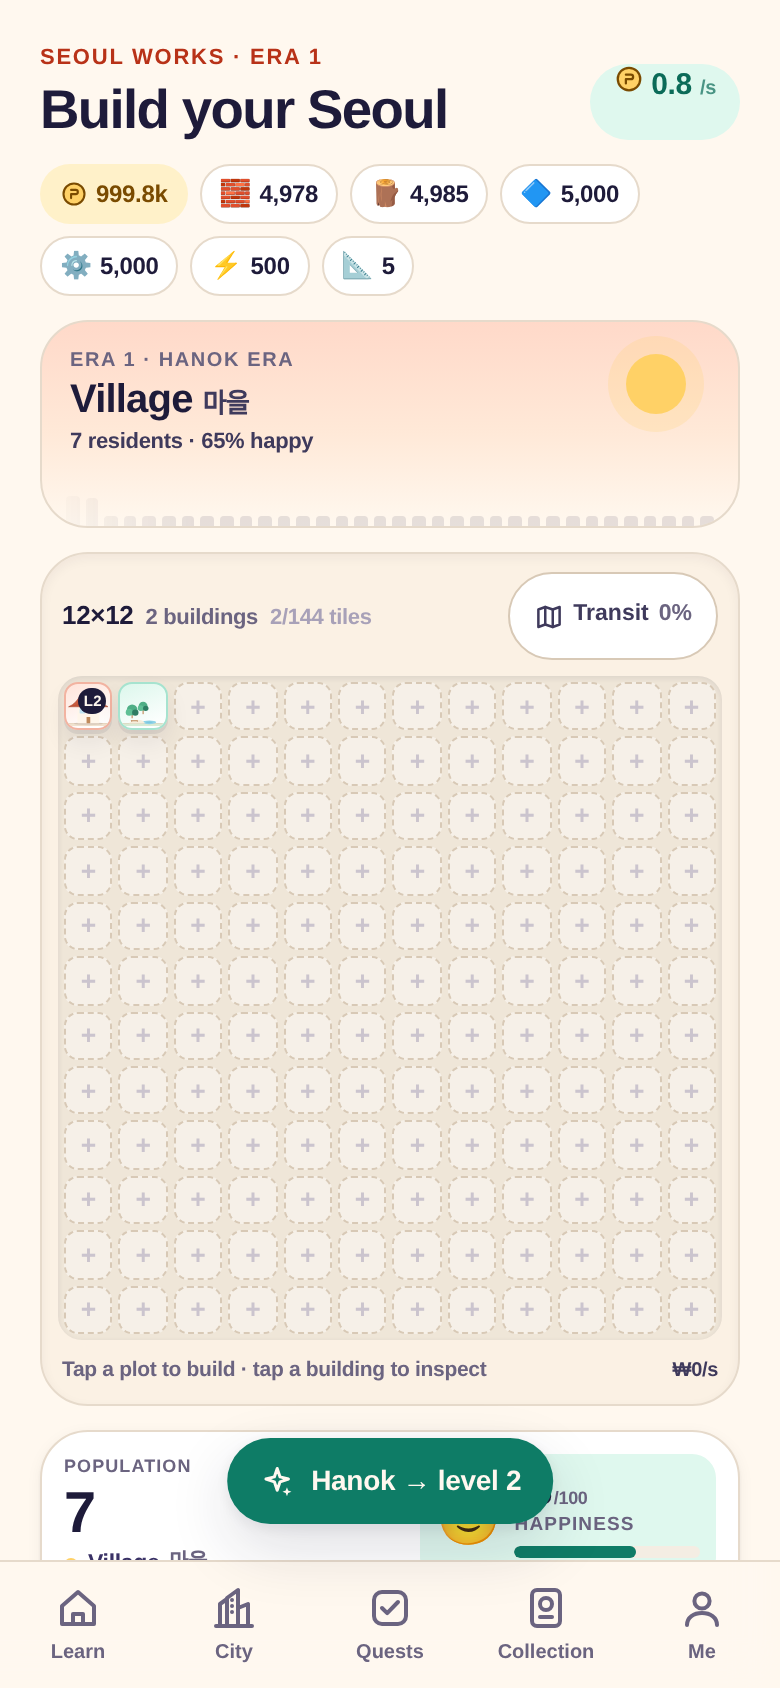 SEOUL WORKS · ERA 1
Build your Seoul
0.8 /s
999.8k
4,978
4,985
5,000
5,000
500
5
ERA 1 · HANOK ERA
Village 마을
7 residents · 65% happy
12×12 2 buildings 2/144 tiles
Transit 0%
L2
Tap a plot to build · tap a building to inspect
₩0/s
POPULATION
7
Village 마을
Hanok → level 2
/100
HAPPINESS
Learn
City
Quests
Collection
Me